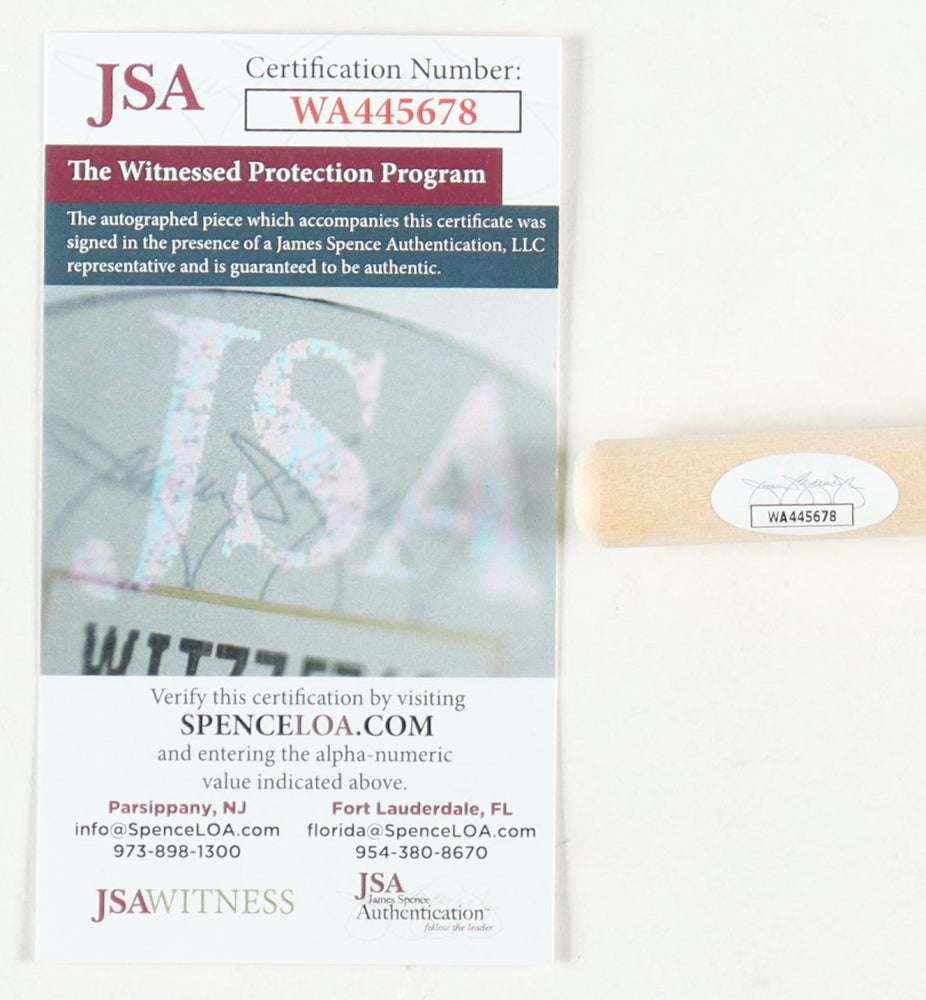 JSA
Certification Number:
WA445678
The Witnessed Protection Program
The autographed piece which accompanies this certificate was
signed in the presence of a James Spence Authentication, LLC
representative and is guaranteed to be authentic.
JSA
WA445678
Verify this certification by visiting
SPENCELOA.COM
and entering the alpha-numeric
value indicated above.
Parsippany, NJ
info@SpenceLOA.com
973-898-1300
Fort Lauderdale, FL
florida@SpenceLOA.com
954-380-8670
JSAWITNESS
JSA
James Spence
Authentication
follow the leader